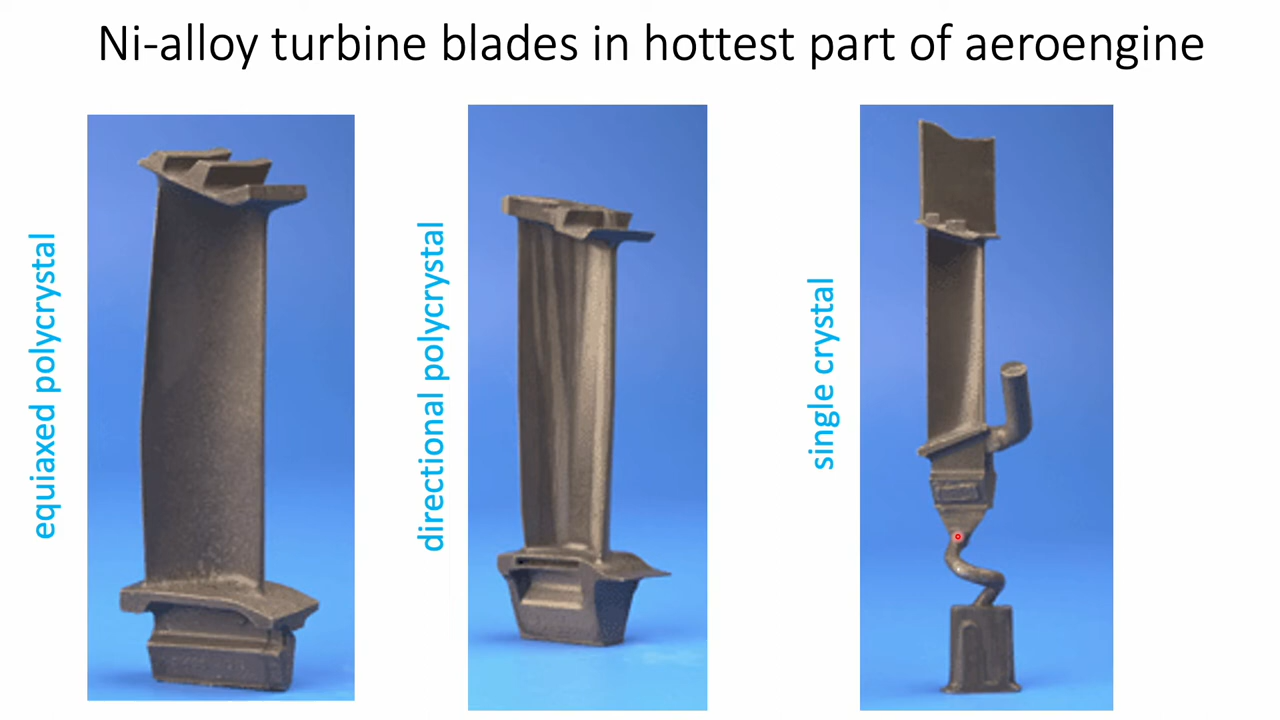 Ni-alloy turbine blades in hottest part of aeroengine
equiaxed polycrystal
directional polycrystal
single crystal